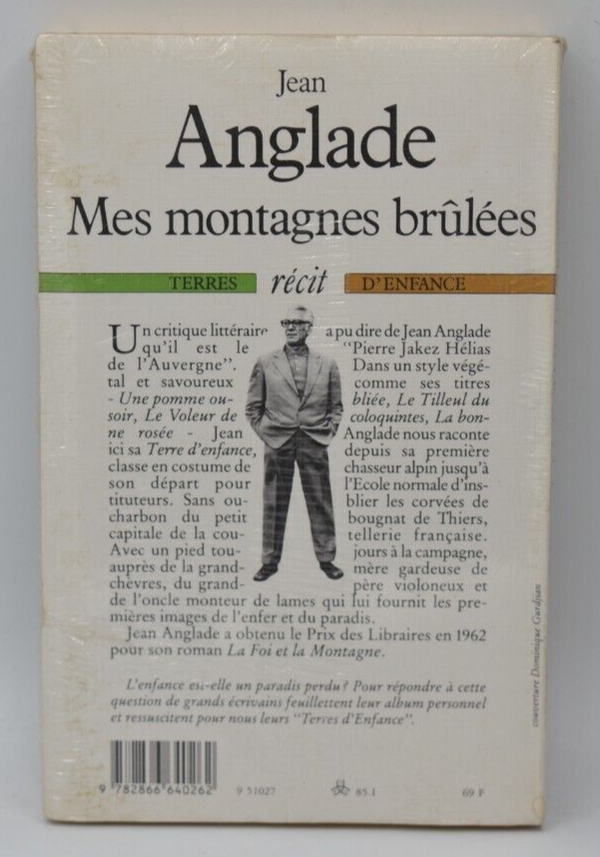 Jean
Anglade
Mes montagnes brûlées
TERRES récit D'ENFANCE
Un critique littéraire a pu dire de Jean Anglade
qu'il est le "Pierre Jakez Hélias
de l'Auvergne". Dans un style végé-
tal et savoureux comme ses titres
- Une pomme ou- bliée, Le Tilleul du
soir, Le Voleur de coloquintes, La bon-
ne rosée - Jean Anglade nous raconte
ici sa Terre d'enfance, depuis sa première
classe en costume de chasseur alpin jusqu'à
son départ pour l'Ecole normale d'ins-
tituteurs. Sans ou- blier les corvées de
charbon du petit bougnat de Thiers,
capitale de la cou- tellerie française.
Avec un pied tou- jours à la campagne,
auprès de la grand- mère gardeuse de
chèvres, du grand- père violoneux et
de l'oncle monteur de lames qui lui fournit les pre-
mières images de l'enfer et du paradis.
Jean Anglade a obtenu le Prix des Libraires en 1962
pour son roman La Foi et la Montagne.
L'enfance est-elle un paradis perdu ? Pour répondre à cette
question de grands écrivains feuillettent leur album personnel
et ressuscitent pour nous leurs "Terres d'Enfance".
couverture Dominique Gurdjian
9 782866 640262 9 51027 85.1 69 F